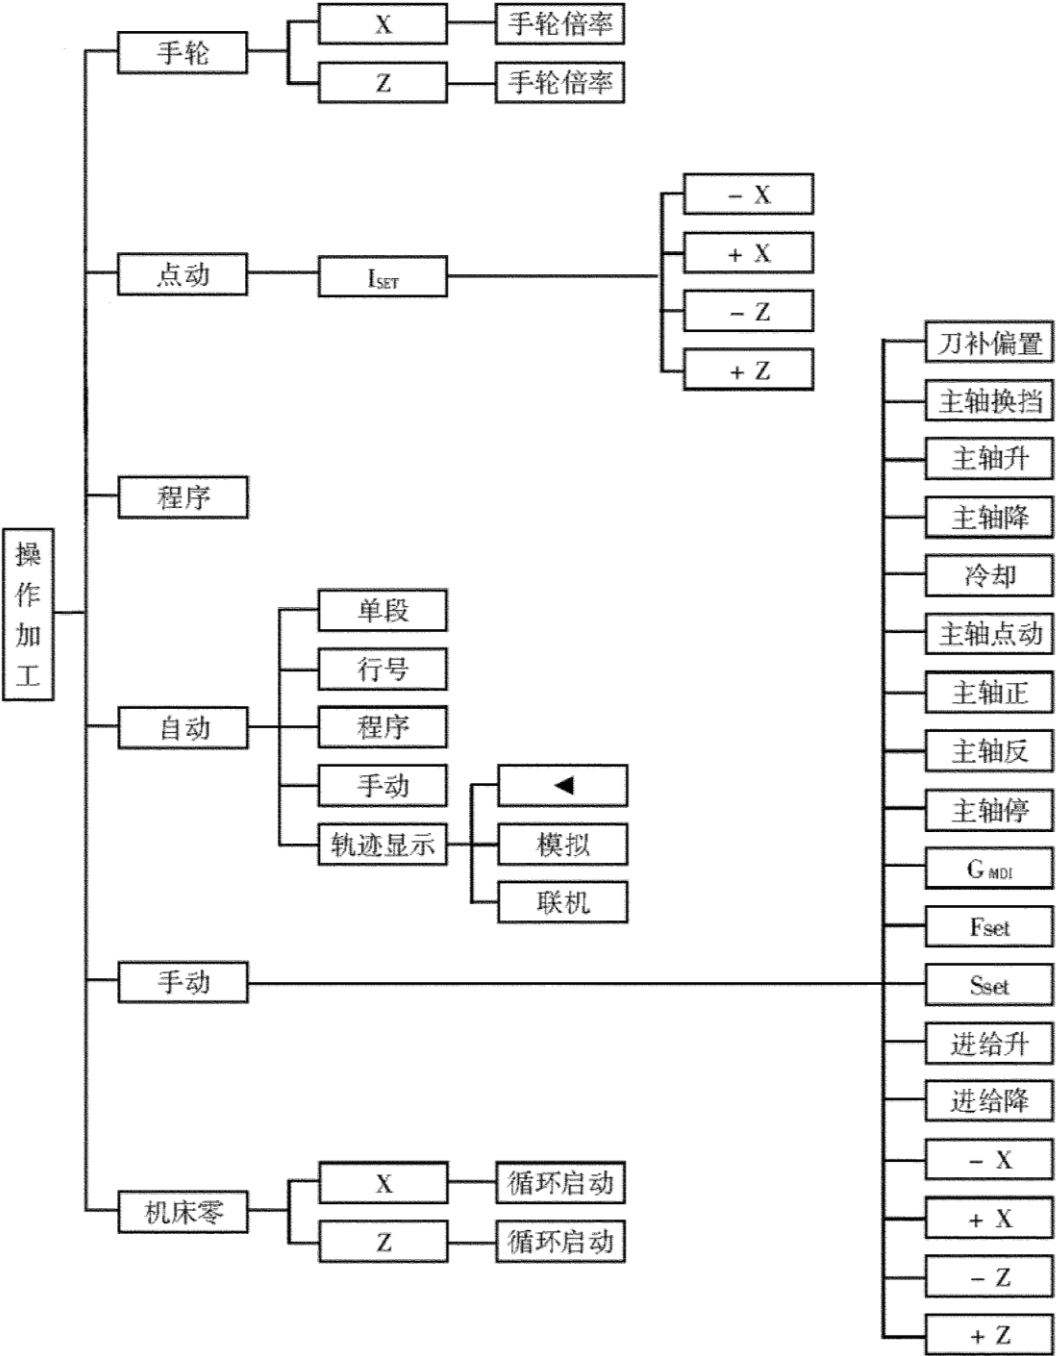 操作加工
手轮
X
手轮倍率
Z
手轮倍率
点动
ISET
- X
+ X
- Z
+ Z
程序
自动
单段
行号
程序
手动
轨迹显示
◀
模拟
联机
手动
刀补偏置
主轴换挡
主轴升
主轴降
冷却
主轴点动
主轴正
主轴反
主轴停
G MDI
Fset
Sset
进给升
进给降
- X
+ X
- Z
+ Z
机床零
X
循环启动
Z
循环启动